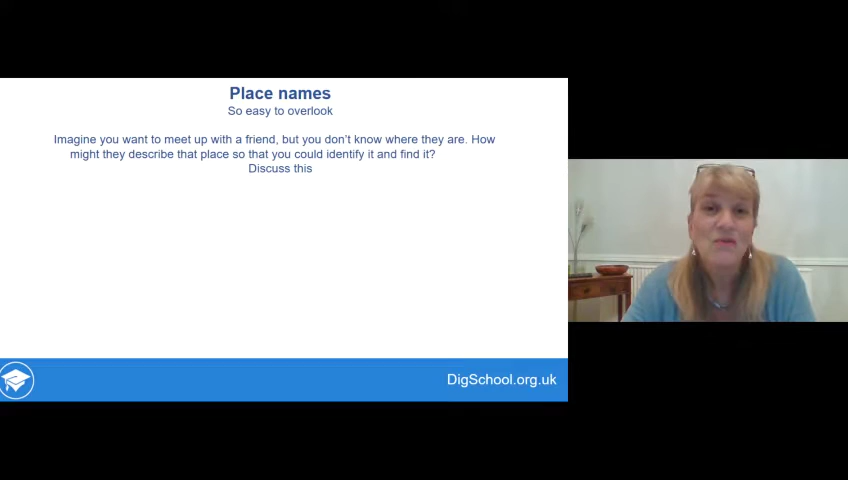 Place names
So easy to overlook
Imagine you want to meet up with a friend, but you don't know where they are. How
might they describe that place so that you could identify it and find it?
Discuss this
DigSchool.org.uk